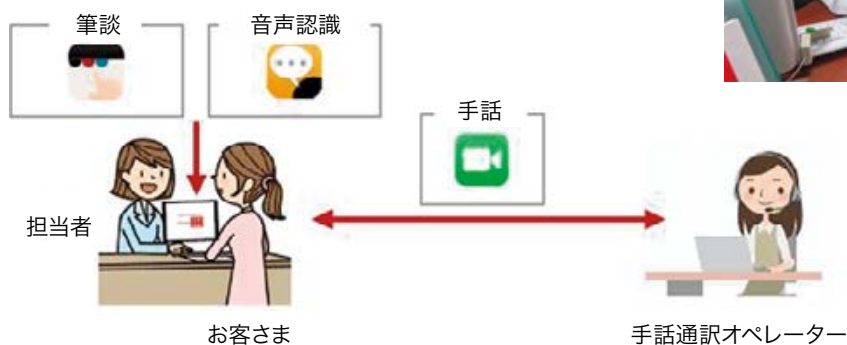 筆談
音声認識
手話
担当者
お客さま
手話通訳オペレーター